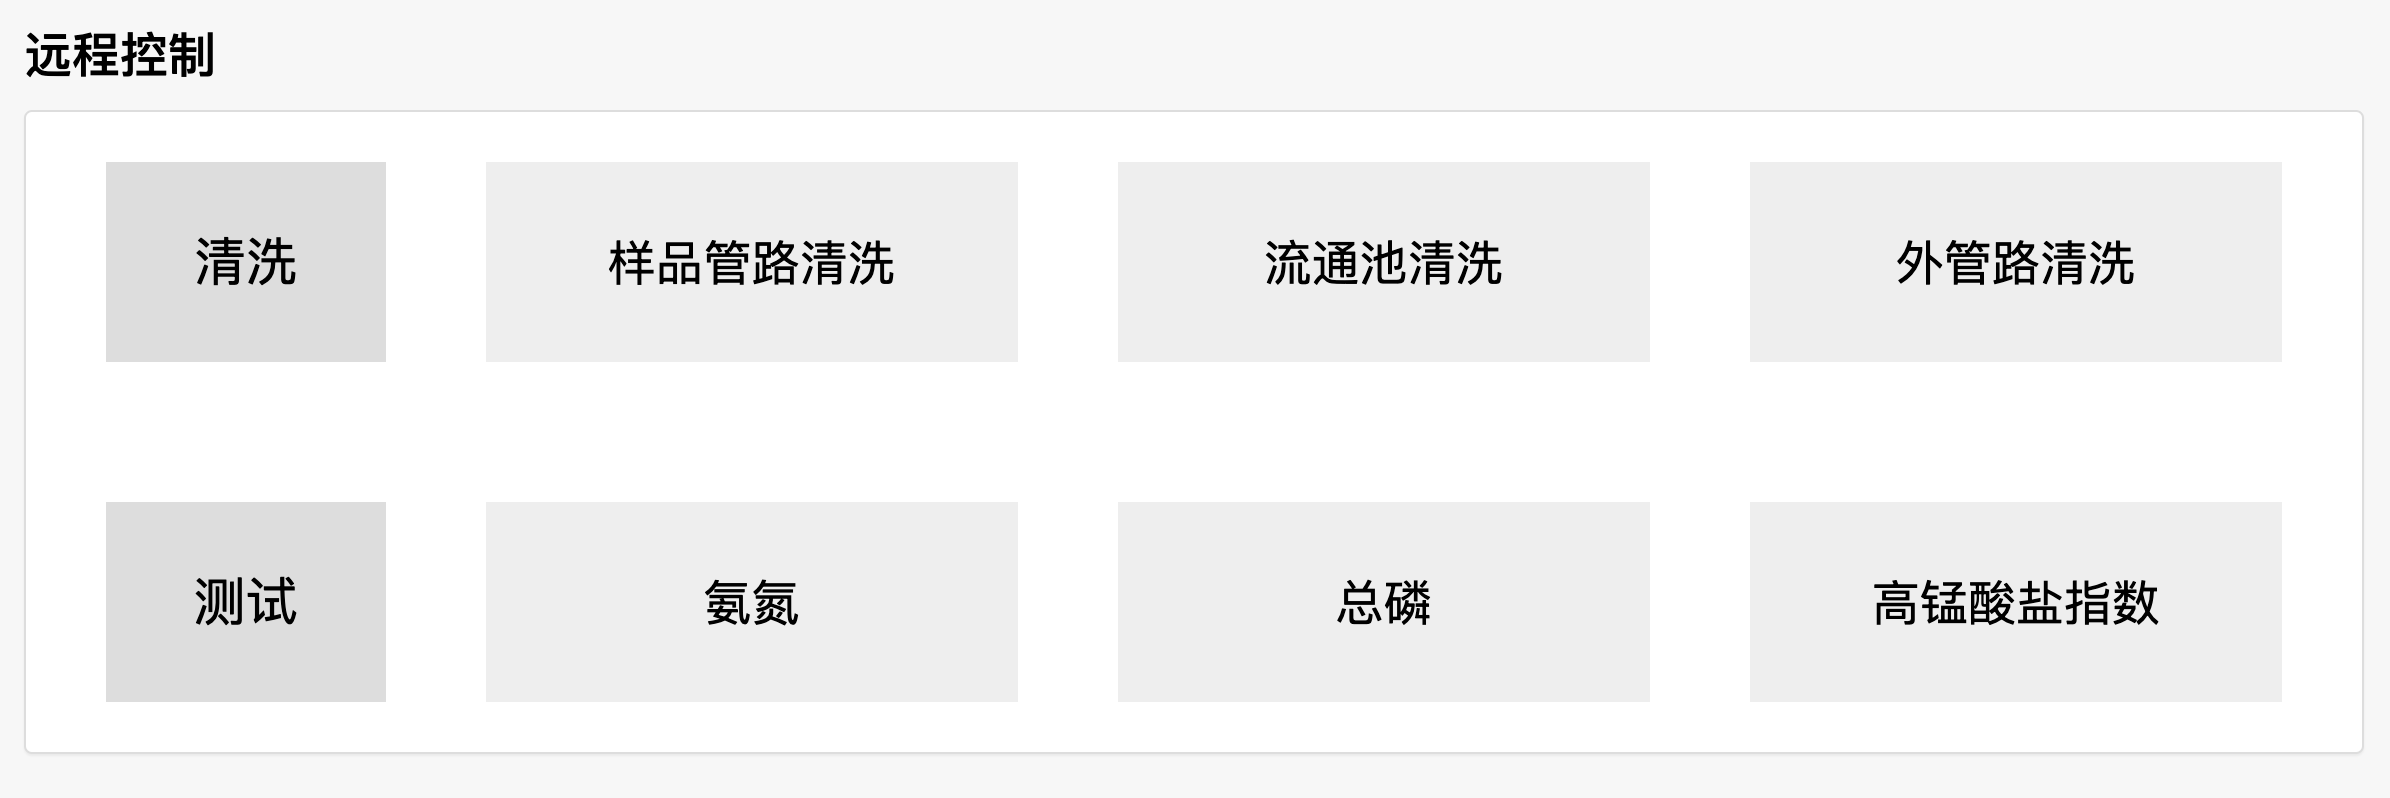 远程控制
清洗
样品管路清洗
流通池清洗
外管路清洗
测试
氨氮
总磷
高锰酸盐指数